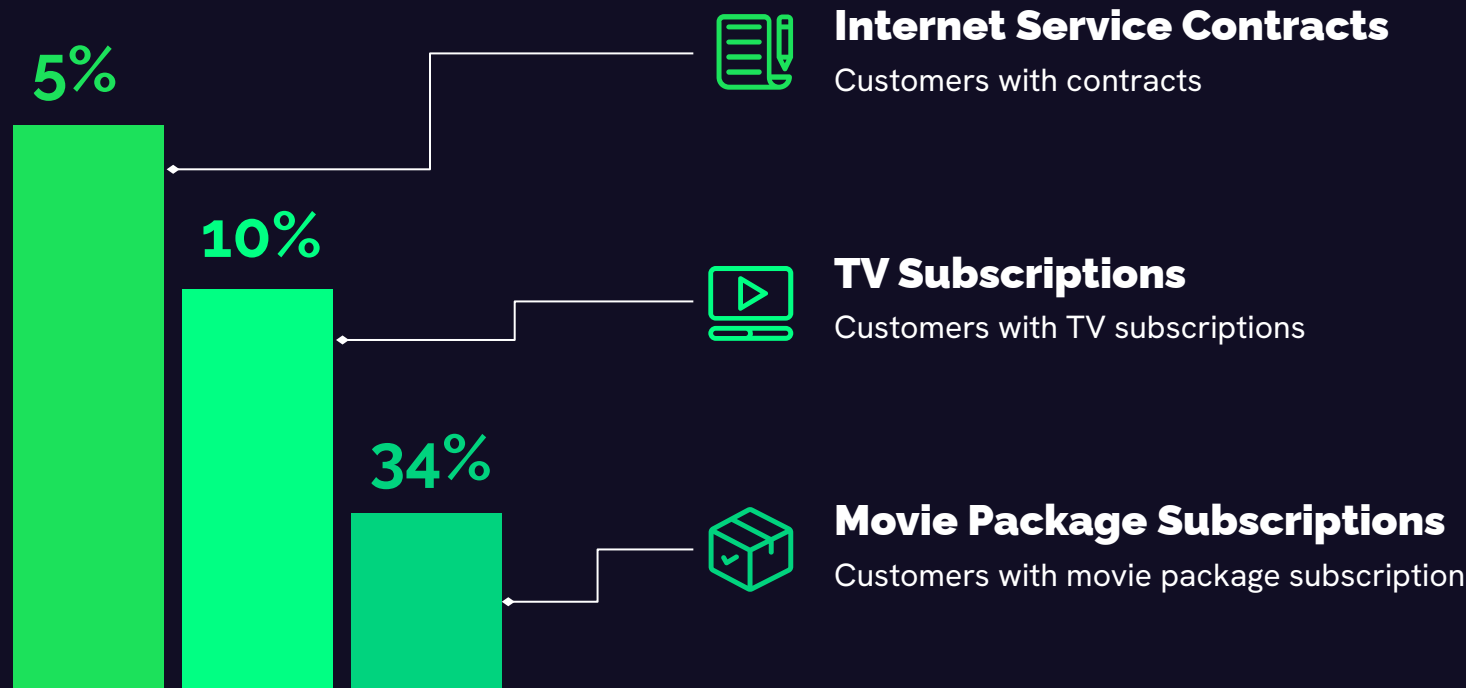 5%
Internet Service Contracts
Customers with contracts
10%
TV Subscriptions
Customers with TV subscriptions
34%
Movie Package Subscriptions
Customers with movie package subscription